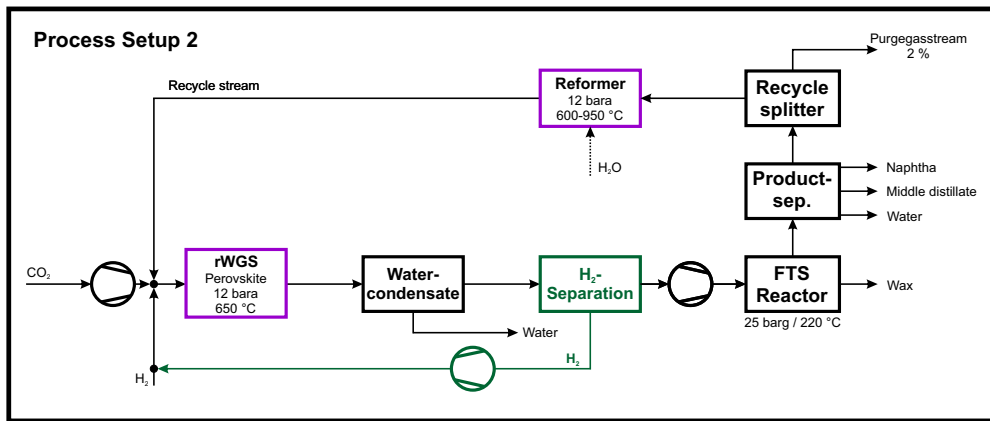 Process Setup 2
Purgegasstream
2 %
Recycle stream
Reformer
12 bara
600-950 °C
Recycle
splitter
H₂O
Product-
sep.
Naphtha
Middle distillate
Water
CO₂
rWGS
Perovskite
12 bara
650 °C
Water-
condensate
H₂-
Separation
FTS
Reactor
Wax
25 barg / 220 °C
Water
H₂
H₂